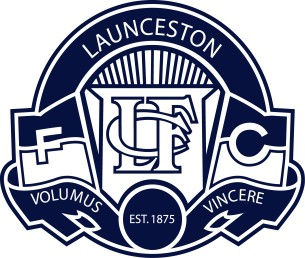 LAUNCESTON
LFC
F C
VOLUMUS VINCERE
EST. 1875